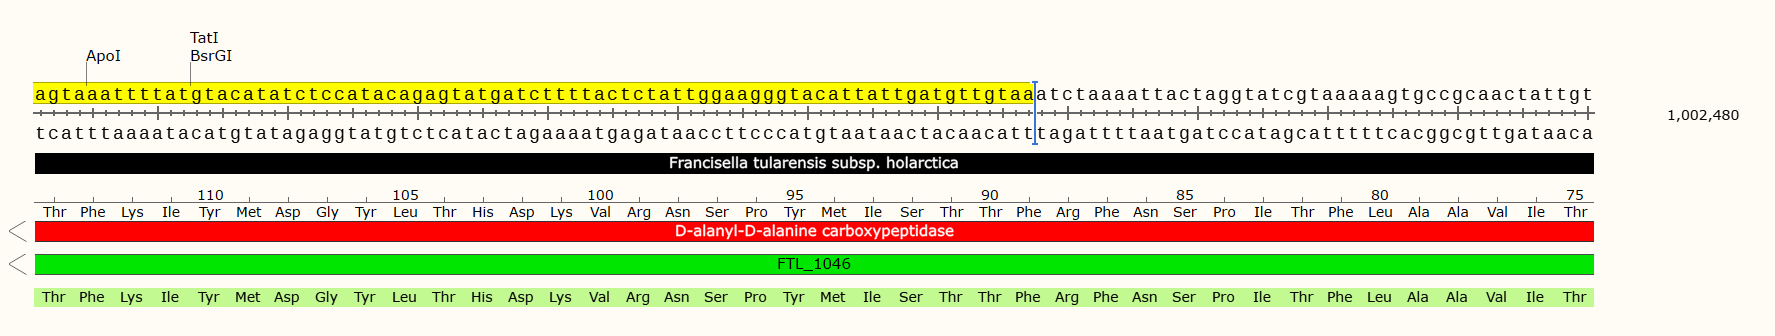 TatI
ApoI BsrGI
agtaaattttatgtacatatctccatacagagtatgatcttttactctattggaagggtacattattgatgttgtaaatctaaaattactaggtatcgtaaaaagtgccgcaactattgt
1,002,480
tcatttaaaatacatgtatagaggtatgtctcatactagaaaatgagataaccttcccatgtaataactacaacatttagattttaatgatccatagcatttttcacggcgttgataaca
Francisella tularensis subsp. holarctica
110 105 100 95 90 85 80 75
Thr Phe Lys Ile Tyr Met Asp Gly Tyr Leu Thr His Asp Lys Val Arg Asn Ser Pro Tyr Met Ile Ser Thr Thr Phe Arg Phe Asn Ser Pro Ile Thr Phe Leu Ala Ala Val Ile Thr
D-alanyl-D-alanine carboxypeptidase
FTL_1046
Thr Phe Lys Ile Tyr Met Asp Gly Tyr Leu Thr His Asp Lys Val Arg Asn Ser Pro Tyr Met Ile Ser Thr Thr Phe Arg Phe Asn Ser Pro Ile Thr Phe Leu Ala Ala Val Ile Thr